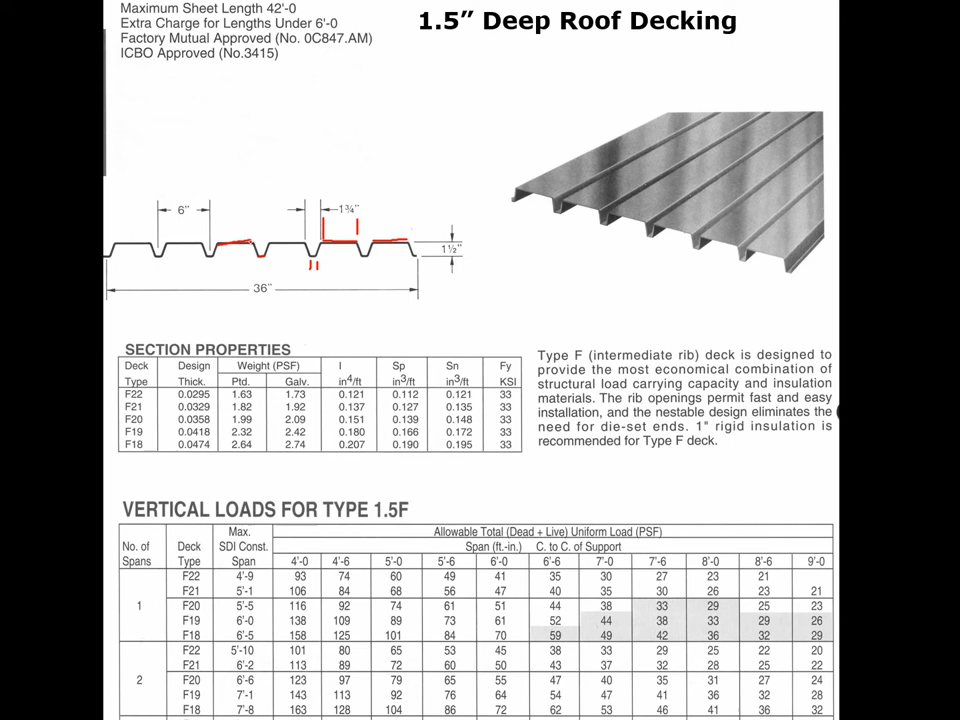 Maximum Sheet Length 42'-0
Extra Charge for Lengths Under 6'-0
Factory Mutual Approved (No. 0C847.AM)
ICBO Approved (No.3415)
1.5” Deep Roof Decking
6" 1¾"
1½"
36"
SECTION PROPERTIES
Deck Design Weight (PSF) I Sp Sn Fy
Type Thick. Ptd. Galv. in⁴/ft in³/ft in³/ft KSI
F22 0.0295 1.63 1.73 0.121 0.112 0.121 33
F21 0.0329 1.82 1.92 0.137 0.127 0.135 33
F20 0.0358 1.99 2.09 0.151 0.139 0.148 33
F19 0.0418 2.32 2.42 0.180 0.166 0.172 33
F18 0.0474 2.64 2.74 0.207 0.190 0.195 33
Type F (intermediate rib) deck is designed to
provide the most economical combination of
structural load carrying capacity and insulation
materials. The rib openings permit fast and easy
installation, and the nestable design eliminates the
need for die-set ends. 1" rigid insulation is
recommended for Type F deck.
VERTICAL LOADS FOR TYPE 1.5F
Max. Allowable Total (Dead + Live) Uniform Load (PSF)
No. of Deck SDI Const. Span (ft.-in.) C. to C. of Support
Spans Type Span 4'-0 4'-6 5'-0 5'-6 6'-0 6'-6 7'-0 7'-6 8'-0 8'-6 9'-0
F22 4'-9 93 74 60 49 41 35 30 27 23 21
F21 5'-1 106 84 68 56 47 40 35 30 26 23 21
1 F20 5'-5 116 92 74 61 51 44 38 33 29 25 23
F19 6'-0 138 109 89 73 61 52 44 38 33 29 26
F18 6'-5 158 125 101 84 70 59 49 42 36 32 29
F22 5'-10 101 80 65 53 45 38 33 29 25 22 20
F21 6'-2 113 89 72 60 50 43 37 32 28 25 22
2 F20 6'-6 123 97 79 65 55 47 40 35 31 27 24
F19 7'-1 143 113 92 76 64 54 47 41 36 32 28
F18 7'-8 163 128 104 86 72 62 53 46 41 36 32